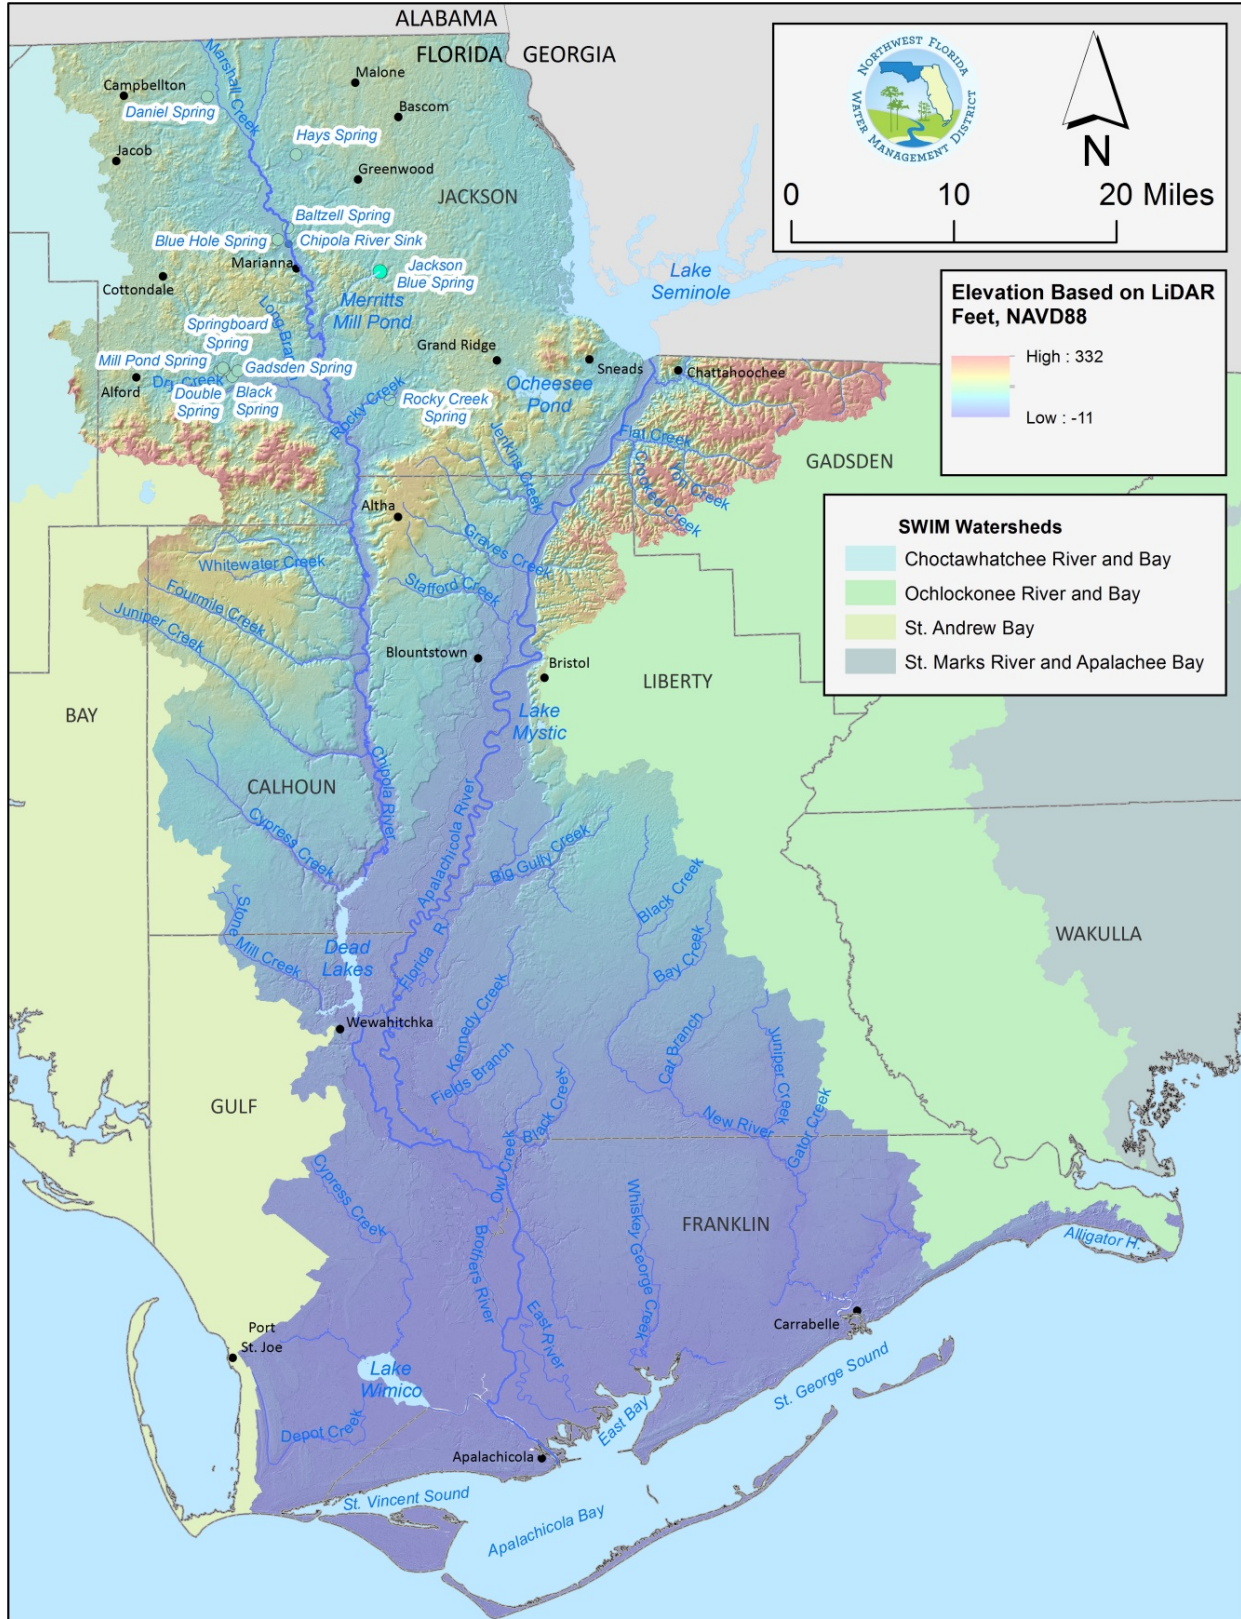 ALABAMA
FLORIDA
GEORGIA
NORTHWEST FLORIDA
WATER MANAGEMENT DISTRICT
N
0 10 20 Miles
Elevation Based on LiDAR
Feet, NAVD88
High : 332
Low : -11
SWIM Watersheds
Choctawhatchee River and Bay
Ochlockonee River and Bay
St. Andrew Bay
St. Marks River and Apalachee Bay
Marshall Creek
Campbellton
Daniel Spring
Malone
Bascom
Hays Spring
Jacob
Greenwood
JACKSON
Baltzell Spring
Blue Hole Spring
Chipola River Sink
Marianna
Jackson
Blue Spring
Cottondale
Lake
Seminole
Merritts
Mill Pond
Long Bran
Springboard
Spring
Mill Pond Spring
Gadsden Spring
Grand Ridge
Sneads
Chattahoochee
Alford
Dry Creek
Double
Spring
Black
Spring
Rocky Creek
Rocky Creek
Spring
Ocheesee
Pond
Jenkins Creek
Flat Creek
Crooked Creek
Yon Creek
GADSDEN
Altha
Graves Creek
Whitewater Creek
Stafford Creek
Fourmile Creek
Juniper Creek
Blountstown
Bristol
LIBERTY
BAY
Lake
Mystic
CALHOUN
Chipola River
Apalachicola River
Cypress Creek
Big Gully Creek
Black Creek
Stone
Mill Creek
Dead
Lakes
Florida R.
Bay Creek
WAKULLA
Wewahitchka
Kennedy Creek
Cat Branch
Juniper Creek
Fields Branch
GULF
Black Creek
New River
Gator Creek
Owl Creek
Cypress Creek
Whiskey George Creek
FRANKLIN
Alligator H.
Brothers River
East River
Carrabelle
Port
St. Joe
Lake
Wimico
St. George Sound
East Bay
Depot Creek
Apalachicola
St. Vincent Sound
Apalachicola Bay